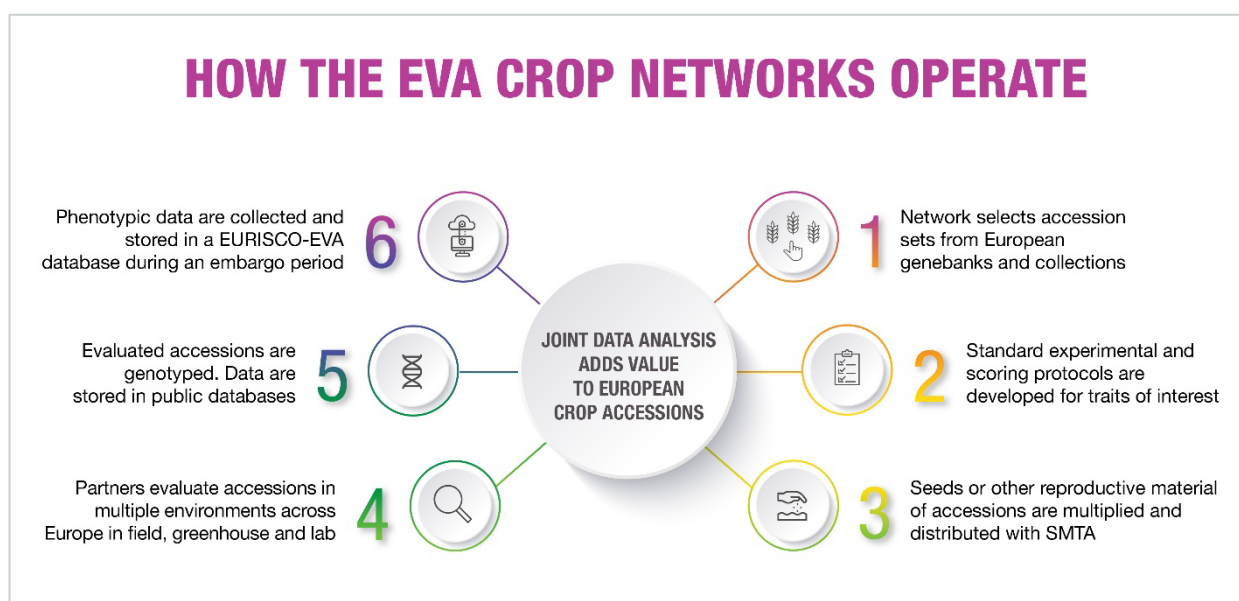 HOW THE EVA CROP NETWORKS OPERATE
1
Network selects accession
sets from European
genebanks and collections
2
Standard experimental and
scoring protocols are
developed for traits of interest
3
Seeds or other reproductive material
of accessions are multiplied and
distributed with SMTA
4
Partners evaluate accessions in
multiple environments across
Europe in field, greenhouse and lab
5
Evaluated accessions are
genotyped. Data are
stored in public databases
6
Phenotypic data are collected and
stored in a EURISCO-EVA
database during an embargo period
JOINT DATA ANALYSIS
ADDS VALUE
TO EUROPEAN
CROP ACCESSIONS